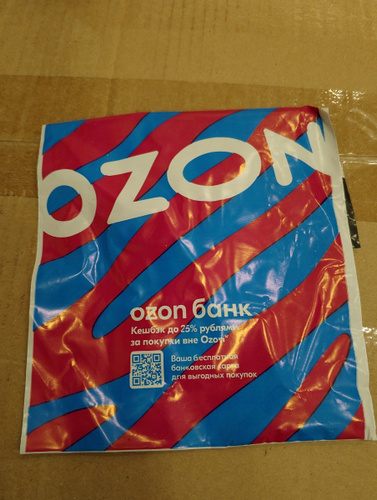 OZON
ozon банк
Кешбэк до 25% рублями
за покупки вне Ozon*
Ваша бесплатная
банковская карта
для выгодных покупок